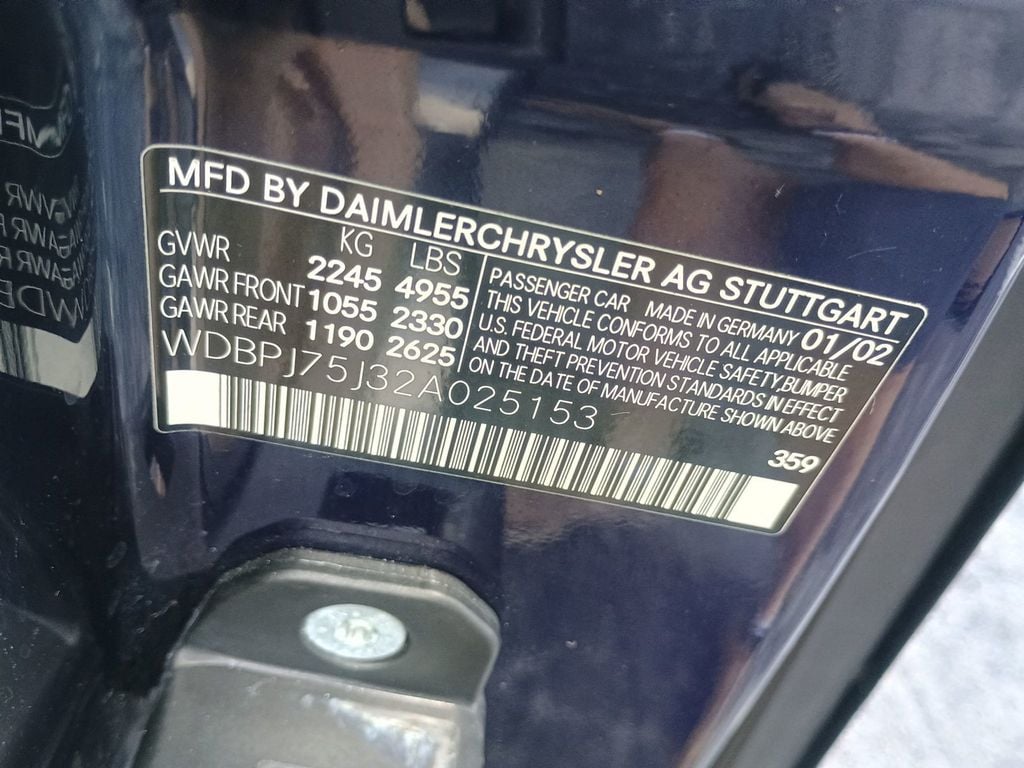 MFD BY DAIMLERCHRYSLER AG STUTTGART
KG LBS
GVWR 2245 4955
GAWR FRONT 1055 2330
GAWR REAR 1190 2625
WDBPJ75J32A025153
PASSENGER CAR MADE IN GERMANY 01/02
THIS VEHICLE CONFORMS TO ALL APPLICABLE
U.S. FEDERAL MOTOR VEHICLE SAFETY, BUMPER
AND THEFT PREVENTION STANDARDS IN EFFECT
ON THE DATE OF MANUFACTURE SHOWN ABOVE
359